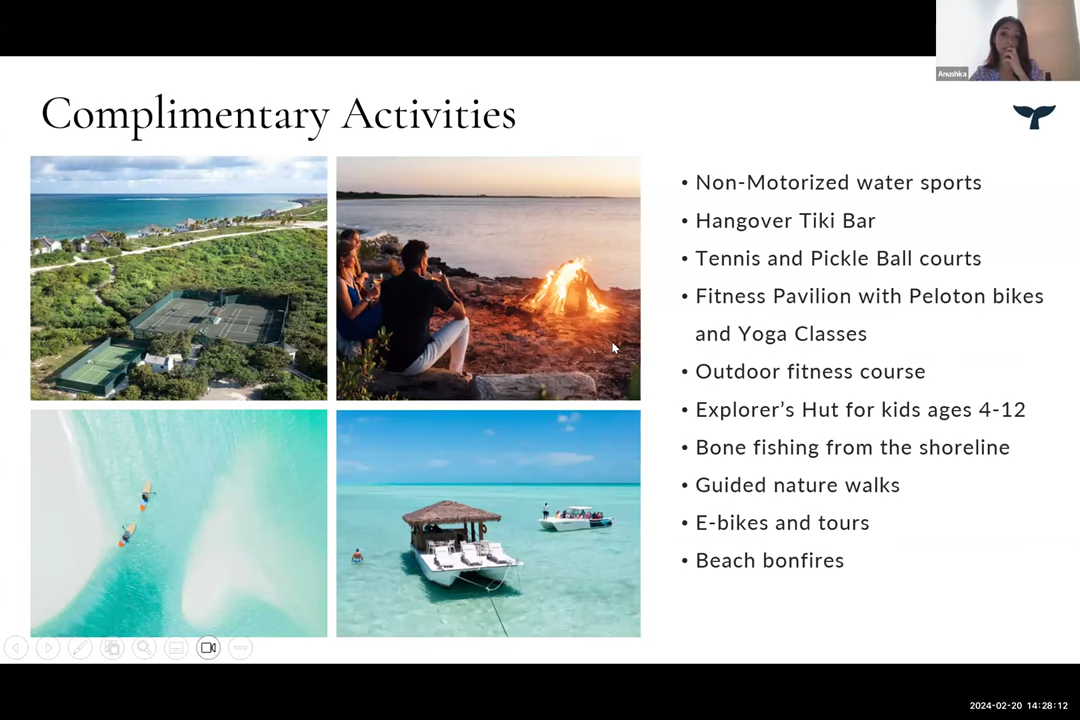 Anushka
Complimentary Activities
• Non-Motorized water sports
• Hangover Tiki Bar
• Tennis and Pickle Ball courts
• Fitness Pavilion with Peloton bikes
and Yoga Classes
• Outdoor fitness course
• Explorer’s Hut for kids ages 4-12
• Bone fishing from the shoreline
• Guided nature walks
• E-bikes and tours
• Beach bonfires
2024-02-20 14:28:12